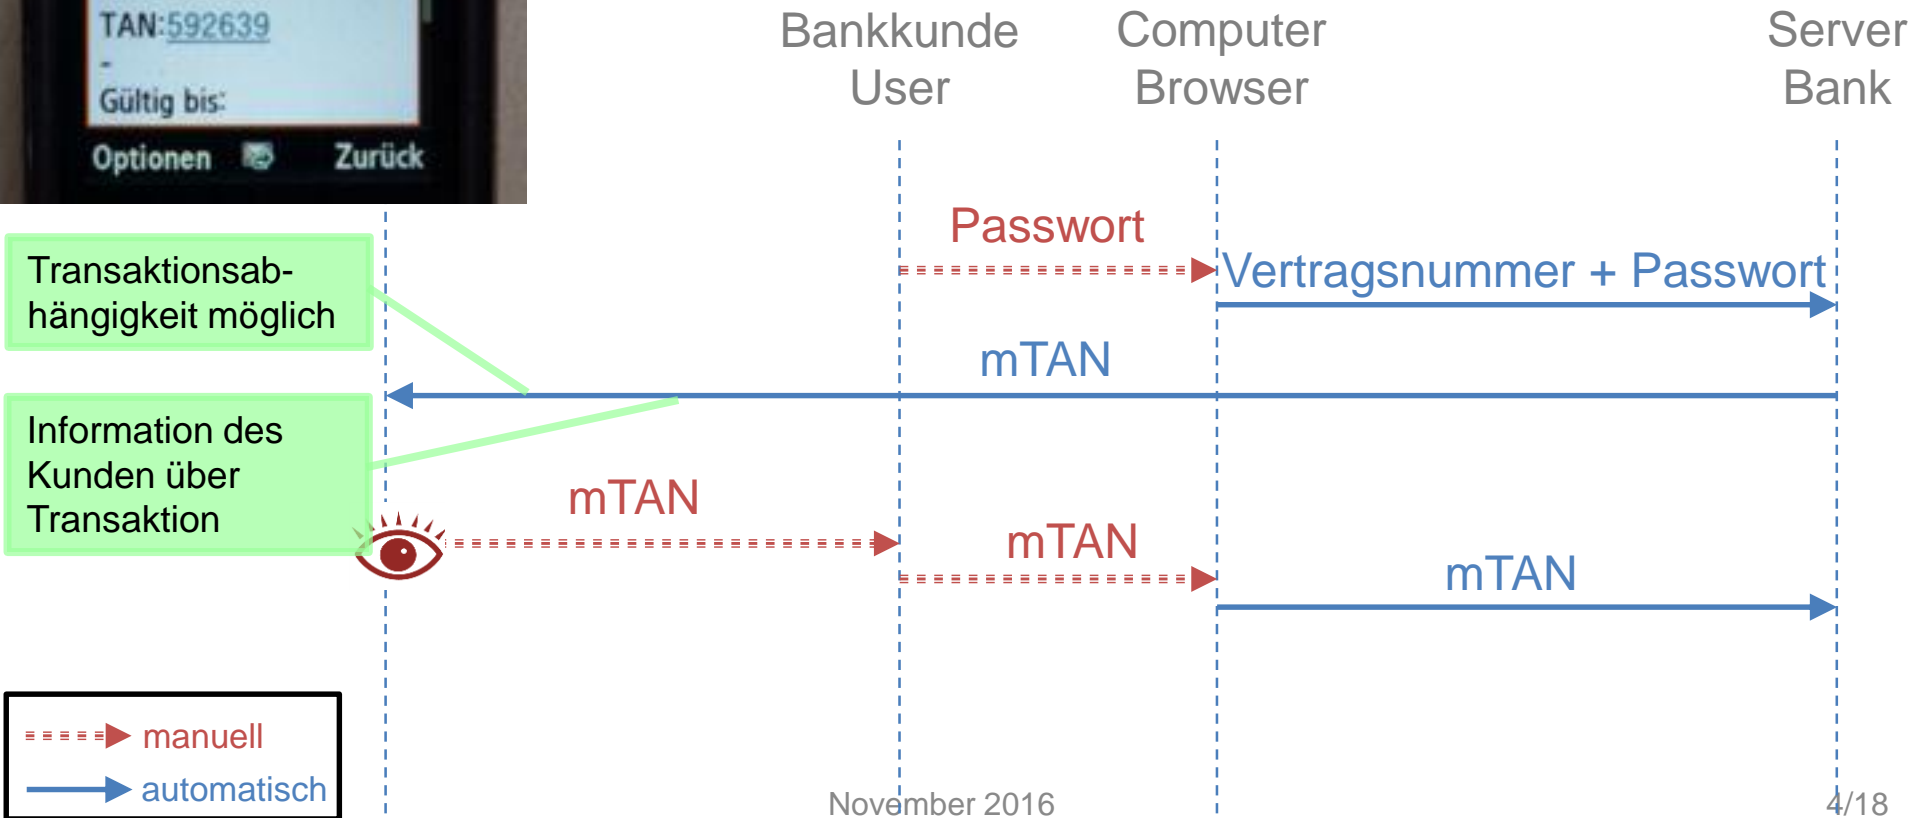 TAN:592639
-
Gültig bis:
Optionen Zurück
Bankkunde
User
Computer
Browser
Server
Bank
Passwort
Vertragsnummer + Passwort
Transaktionsab-
hängigkeit möglich
mTAN
Information des
Kunden über
Transaktion
mTAN
mTAN
mTAN
manuell
automatisch
November 2016
4/18